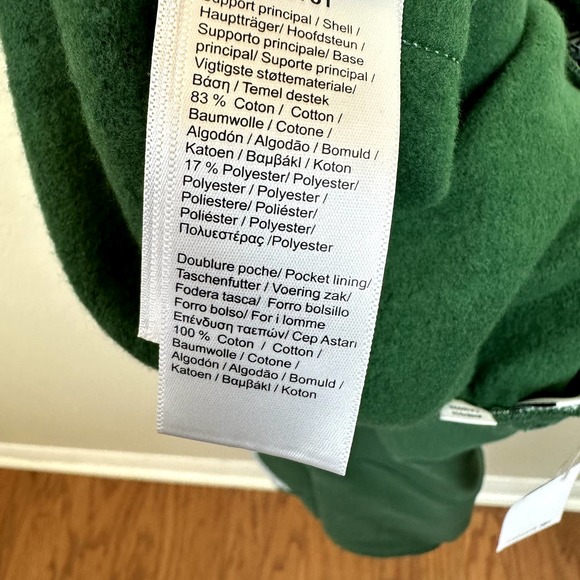 Support principal / Shell /
Hauptträger/ Hoofdsteun /
Supporto principale/ Base
principal/ Suporte principal /
Vigtigste støttemateriale/
Βάση / Temel destek
83 % Coton / Cotton /
Baumwolle / Cotone /
Algodón / Algodão / Bomuld /
Katoen / Βαμβάκι / Koton
17 % Polyester/ Polyester/
Polyester / Polyester /
Poliestere/ Poliéster/
Poliéster / Polyester/
Πολυεστέρας /Polyester
Doublure poche/ Pocket lining/
Taschenfutter / Voering zak/
Fodera tasca/ Forro bolsillo
Forro bolso/ For i lomme
Επένδυση ταεπών/ Cep Astarı
100 % Coton / Cotton /
Baumwolle / Cotone /
Algodón / Algodão / Bomuld /
Katoen / Βαμβάκl / Koton